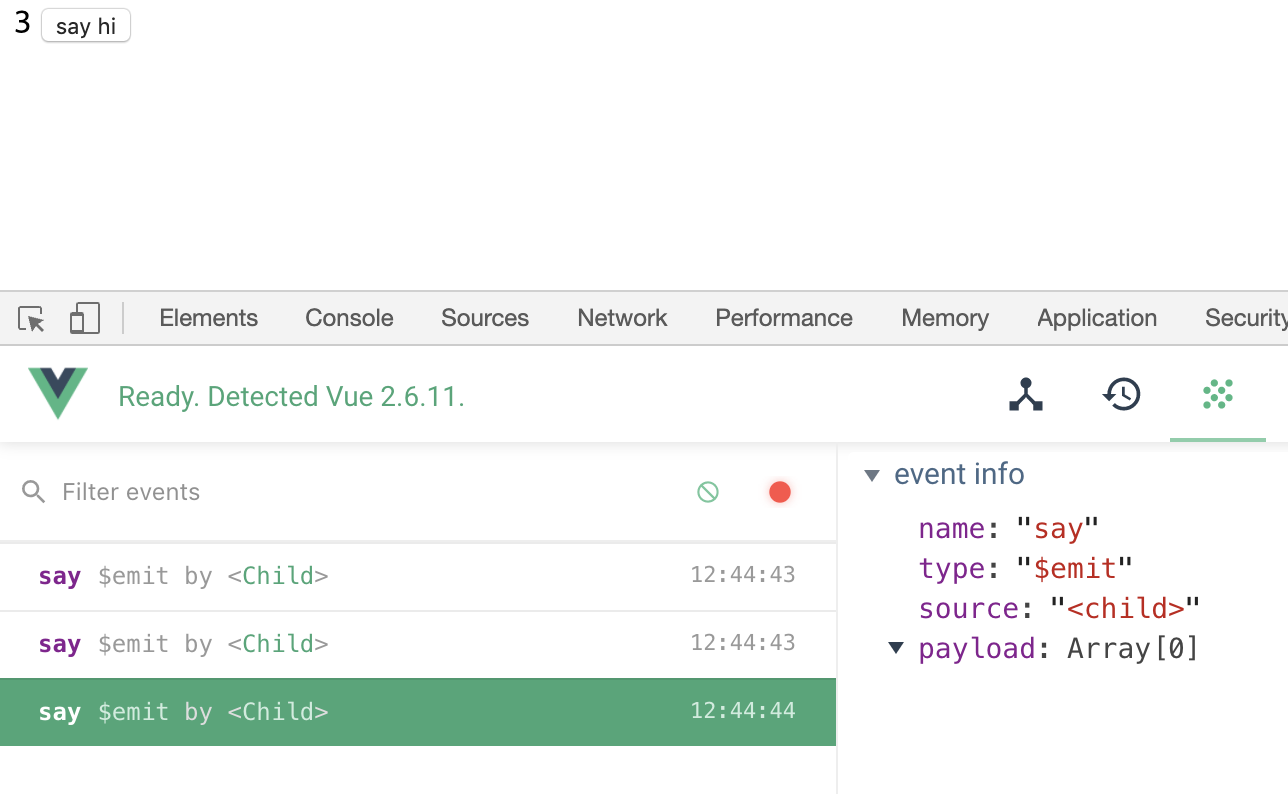 3 say hi
Elements Console Sources Network Performance Memory Application Security
Ready. Detected Vue 2.6.11.
Filter events
say $emit by <Child> 12:44:43
say $emit by <Child> 12:44:43
say $emit by <Child> 12:44:44
event info
name: "say"
type: "$emit"
source: "<child>"
payload: Array[0]